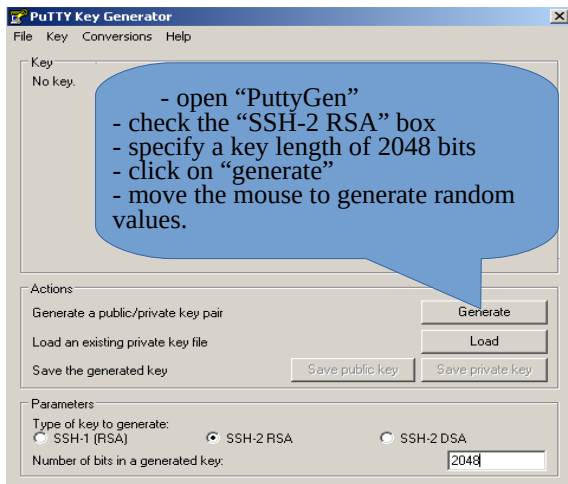 PuTTY Key Generator
File Key Conversions Help
Key
No key.
- open “PuttyGen”
- check the “SSH-2 RSA” box
- specify a key length of 2048 bits
- click on “generate”
- move the mouse to generate random
values.
Actions
Generate a public/private key pair Generate
Load an existing private key file Load
Save the generated key Save public key Save private key
Parameters
Type of key to generate:
SSH-1 (RSA) SSH-2 RSA SSH-2 DSA
Number of bits in a generated key: 2048